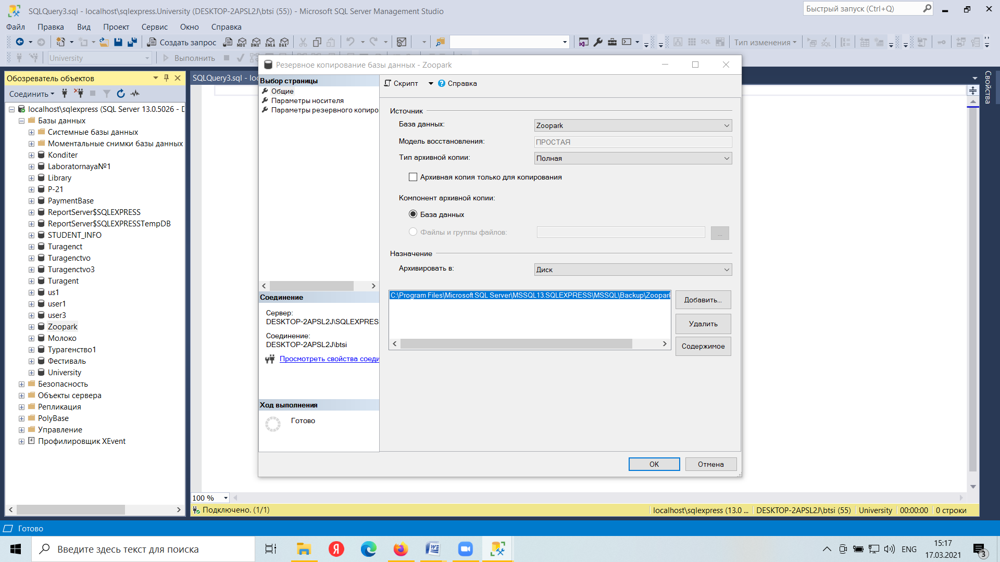 SQLQuery3.sql - localhost\sqlexpress.University (DESKTOP-2APSL2J\btsi (55)) - Microsoft SQL Server Management Studio
Быстрый запуск (Ctrl+Q)
Файл Правка Вид Проект Сервис Окно Справка
Создать запрос MDX DMX XMLA DAX SQL Тип изменения
University Выполнить
Обозреватель объектов
Соединить
localhost\sqlexpress (SQL Server 13.0.5026 - D
Базы данных
Системные базы данных
Моментальные снимки базы данных
Konditer
Laboratornaya№1
Library
P-21
PaymentBase
ReportServer$SQLEXPRESS
ReportServer$SQLEXPRESSTempDB
STUDENT_INFO
Turagenct
Turagenctvo
Turagenctvo3
Turagent
us1
user1
user3
Zoopark
Молоко
Турагенство1
Фестиваль
University
Безопасность
Объекты сервера
Репликация
PolyBase
Управление
Профилировщик XEvent
SQLQuery3.sql - loc
Свойства
Резервное копирование базы данных - Zoopark
Выбор страницы
Общие
Параметры носителя
Параметры резервного копиро
Соединение
Сервер:
DESKTOP-2APSL2J\SQLEXPRES
Соединение:
DESKTOP-2APSL2J\btsi
Просмотреть свойства соеди
Ход выполнения
Готово
Скрипт Справка
Источник
База данных: Zoopark
Модель восстановления: ПРОСТАЯ
Тип архивной копии: Полная
Архивная копия только для копирования
Компонент архивной копии:
База данных
Файлы и группы файлов: ...
Назначение
Архивировать в: Диск
C:\Program Files\Microsoft SQL Server\MSSQL13.SQLEXPRESS\MSSQL\Backup\Zoopark
Добавить...
Удалить
Содержимое
OK Отмена
100 %
Подключено. (1/1) localhost\sqlexpress (13.0 ... DESKTOP-2APSL2J\btsi (55) University 00:00:00 0 строки
Готово
Введите здесь текст для поиска
Я
ENG
15:17
17.03.2021
3